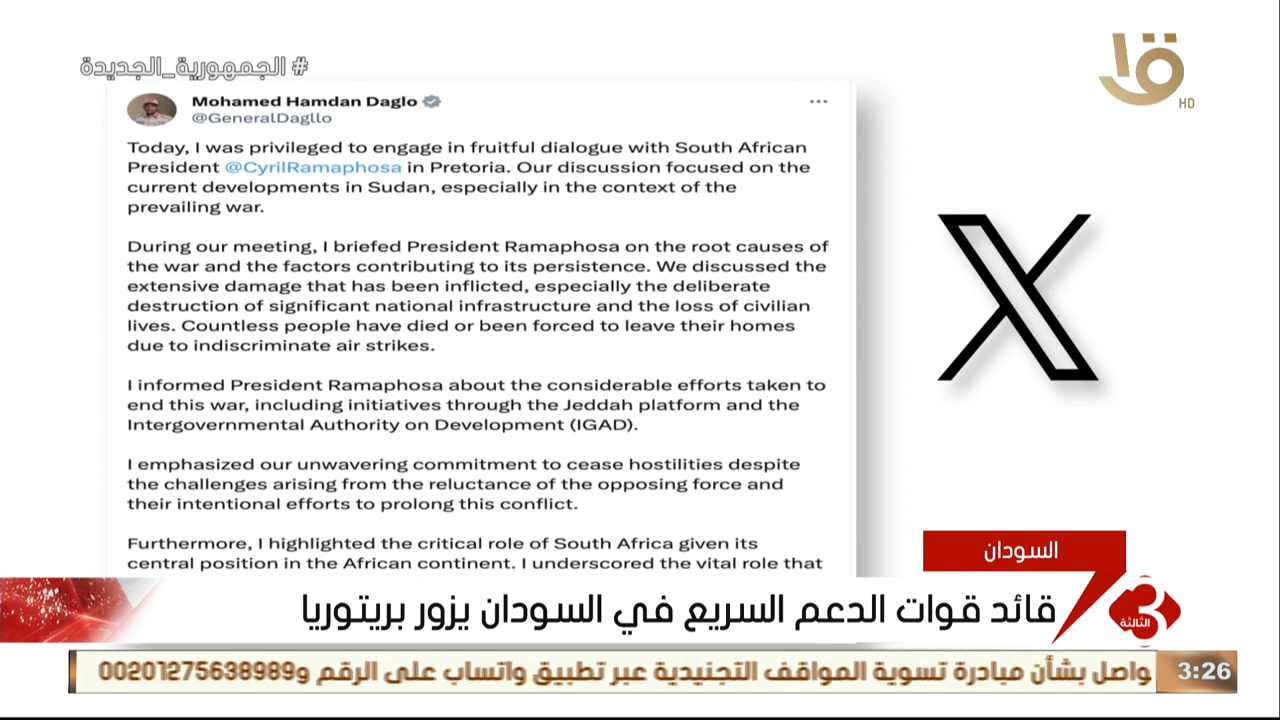 # الجمهورية_الجديدة
HD
Mohamed Hamdan Daglo
@GeneralDagllo
Today, I was privileged to engage in fruitful dialogue with South African
President @CyrilRamaphosa in Pretoria. Our discussion focused on the
current developments in Sudan, especially in the context of the
prevailing war.
During our meeting, I briefed President Ramaphosa on the root causes of
the war and the factors contributing to its persistence. We discussed the
extensive damage that has been inflicted, especially the deliberate
destruction of significant national infrastructure and the loss of civilian
lives. Countless people have died or been forced to leave their homes
due to indiscriminate air strikes.
I informed President Ramaphosa about the considerable efforts taken to
end this war, including initiatives through the Jeddah platform and the
Intergovernmental Authority on Development (IGAD).
I emphasized our unwavering commitment to cease hostilities despite
the challenges arising from the reluctance of the opposing force and
their intentional efforts to prolong this conflict.
Furthermore, I highlighted the critical role of South Africa given its
central position in the African continent. I underscored the vital role that
X
السودان
3 الثالثة
قائد قوات الدعم السريع في السودان يزور بريتوريا
3:26
واصل بشأن مبادرة تسوية المواقف التجنيدية عبر تطبيق واتساب على الرقم 00201275638989و